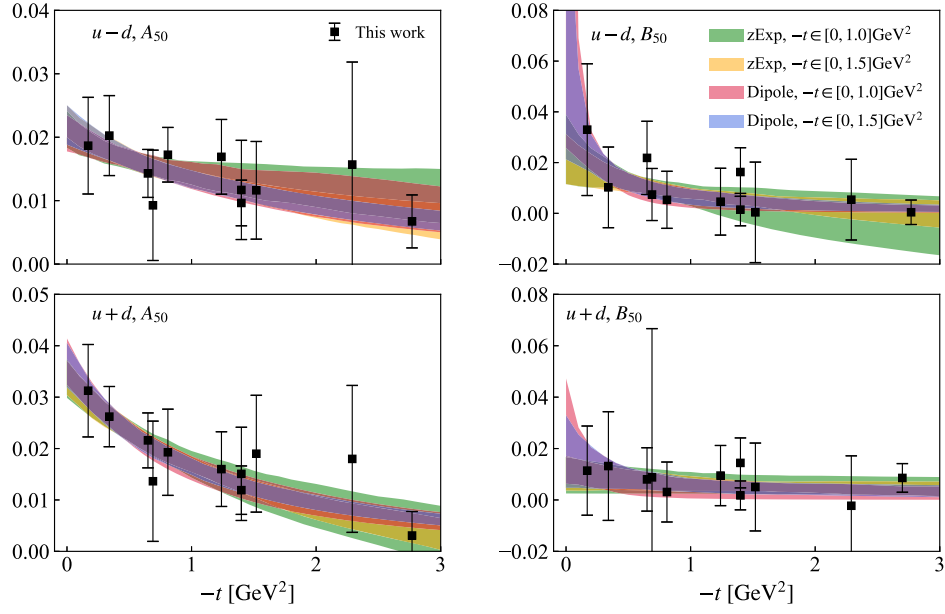 u − d, A₅₀
This work
0.04
0.03
0.02
0.01
0.00
u − d, B₅₀
zExp, −t∈[0, 1.0]GeV²
zExp, −t∈[0, 1.5]GeV²
Dipole, −t∈[0, 1.0]GeV²
Dipole, −t∈[0, 1.5]GeV²
0.08
0.06
0.04
0.02
0.00
−0.02
u + d, A₅₀
0.05
0.04
0.03
0.02
0.01
0.00
0 1 2 3
−t [GeV²]
u + d, B₅₀
0.10
0.08
0.06
0.04
0.02
0.00
−0.02
0 1 2 3
−t [GeV²]